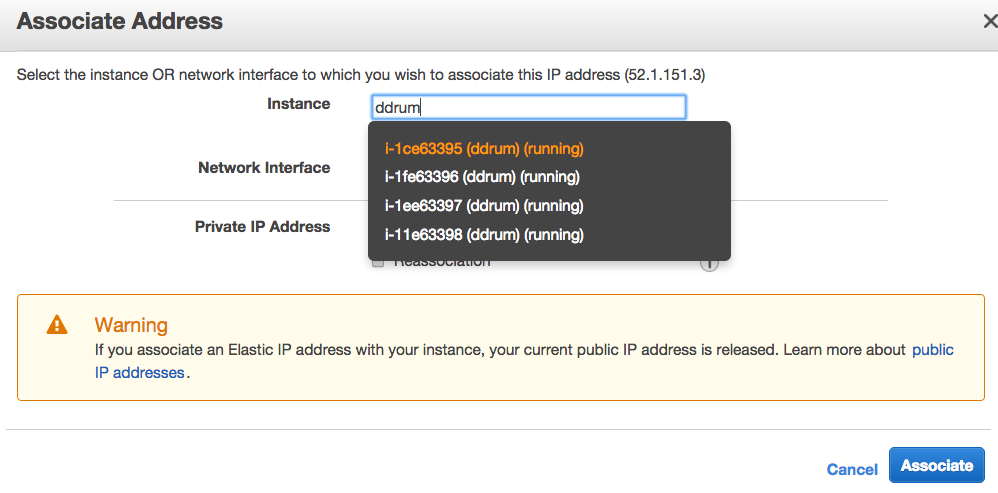 Associate Address
Select the instance OR network interface to which you wish to associate this IP address (52.1.151.3)
Instance
ddrum
i-1ce63395 (ddrum) (running)
Network Interface
i-1fe63396 (ddrum) (running)
i-1ee63397 (ddrum) (running)
Private IP Address
i-11e63398 (ddrum) (running)
Reassociation
Warning
If you associate an Elastic IP address with your instance, your current public IP address is released. Learn more about public
IP addresses.
Cancel
Associate